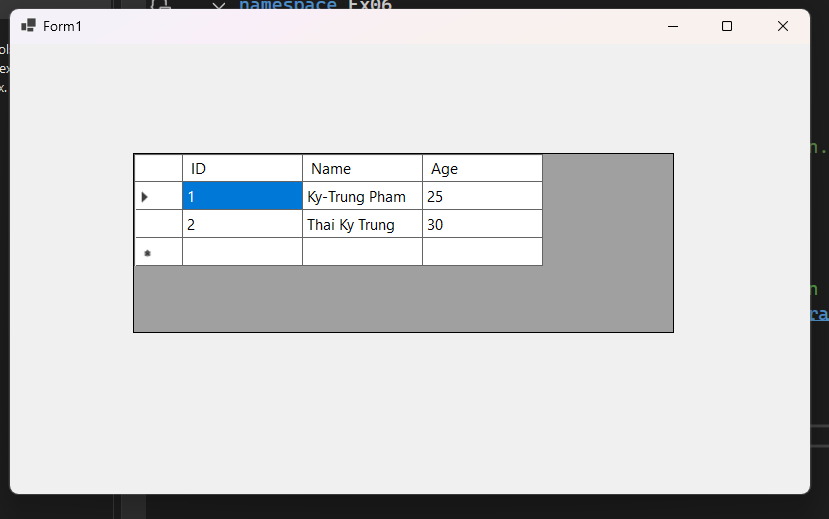 namespace Ex06
Form1
ID Name Age
1 Ky-Trung Pham 25
2 Thai Ky Trung 30